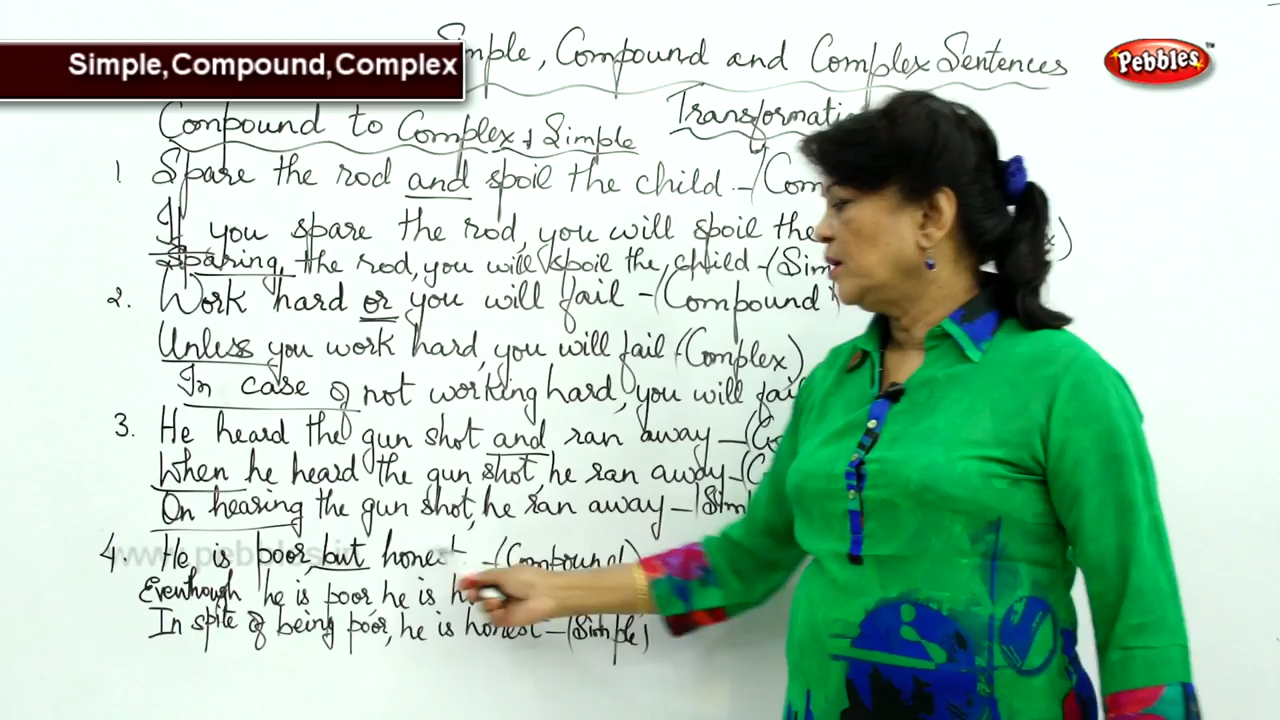 Simple, Compound, Complex
Simple, Compound and Complex Sentences
Pebbles
TM
Compound to Complex + Simple
Transformati
1. Spare the rod and spoil the child. - (Com
If you spare the rod, you will spoil the
x)
Sparing the rod, you will spoil the child - (Sim
2. Work hard or you will fail - (Compound)
Unless you work hard, you will fail - (Complex)
In case of not working hard, you will fai
3. He heard the gun shot and ran away - (Co
When he heard the gun shot, he ran away - (C
On hearing the gun shot, he ran away - (Sim
4. He is poor but honest - (Compound)
www.pebbles.in
Eventhough he is poor he is h
In spite of being poor, he is honest - (Simple)